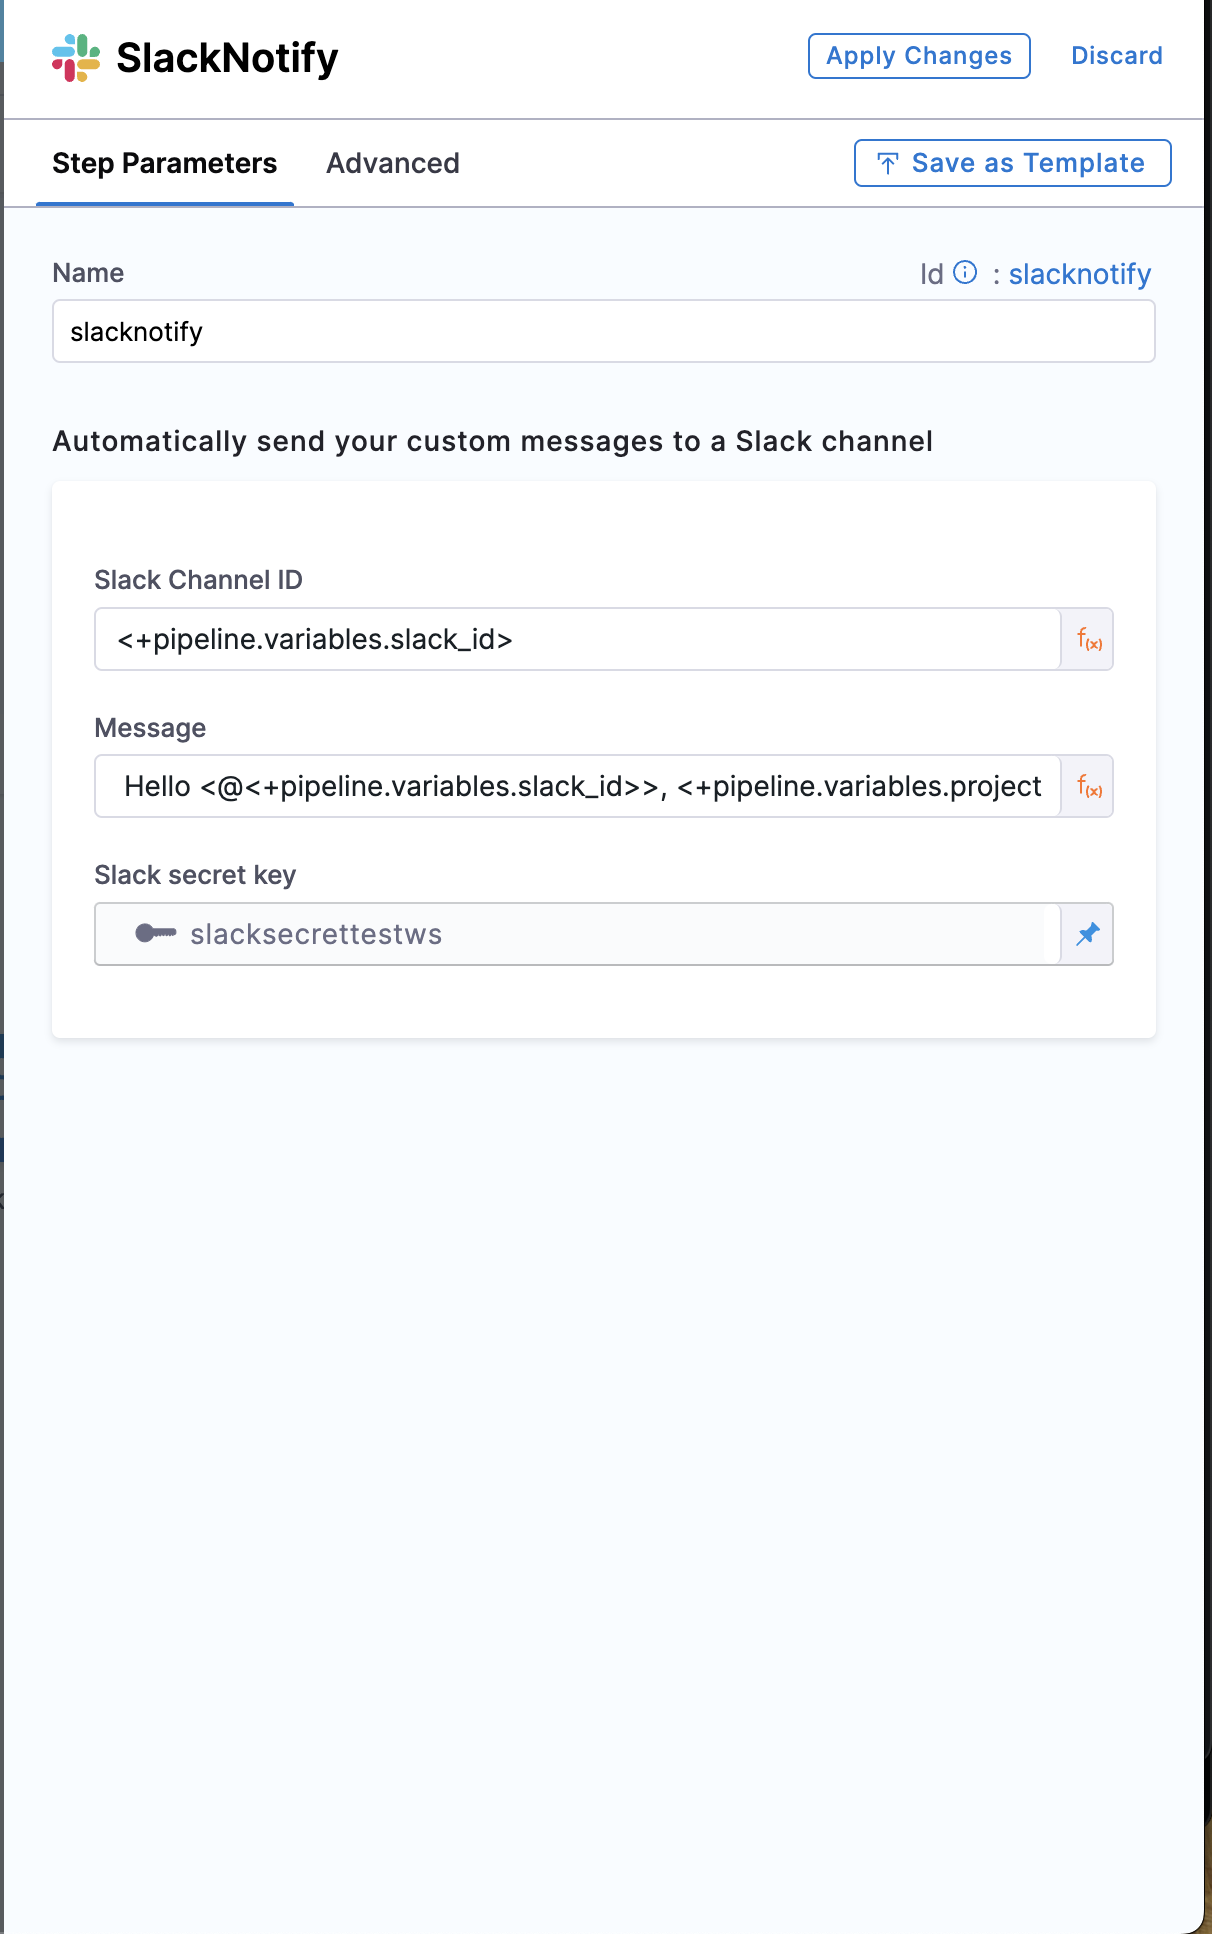 SlackNotify
Apply Changes
Discard
Step Parameters
Advanced
Save as Template
Name
Id : slacknotify
slacknotify
Automatically send your custom messages to a Slack channel
Slack Channel ID
<+pipeline.variables.slack_id>
f(x)
Message
Hello <@<+pipeline.variables.slack_id>>, <+pipeline.variables.project
f(x)
Slack secret key
slacksecrettestws